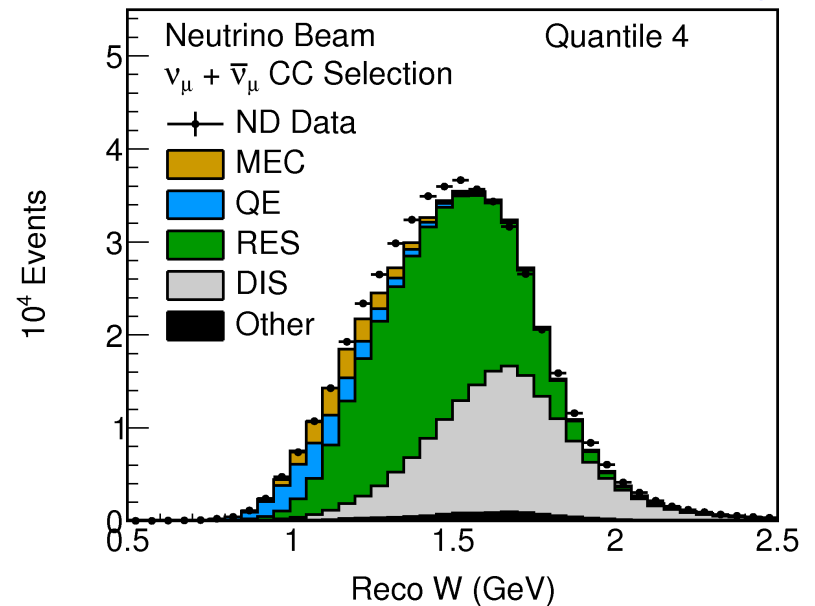 Neutrino Beam
Quantile 4
νμ + ν̅μ CC Selection
ND Data
MEC
QE
RES
DIS
Other
10⁴ Events
5
4
3
2
1
0
0.5 1 1.5 2 2.5
Reco W (GeV)